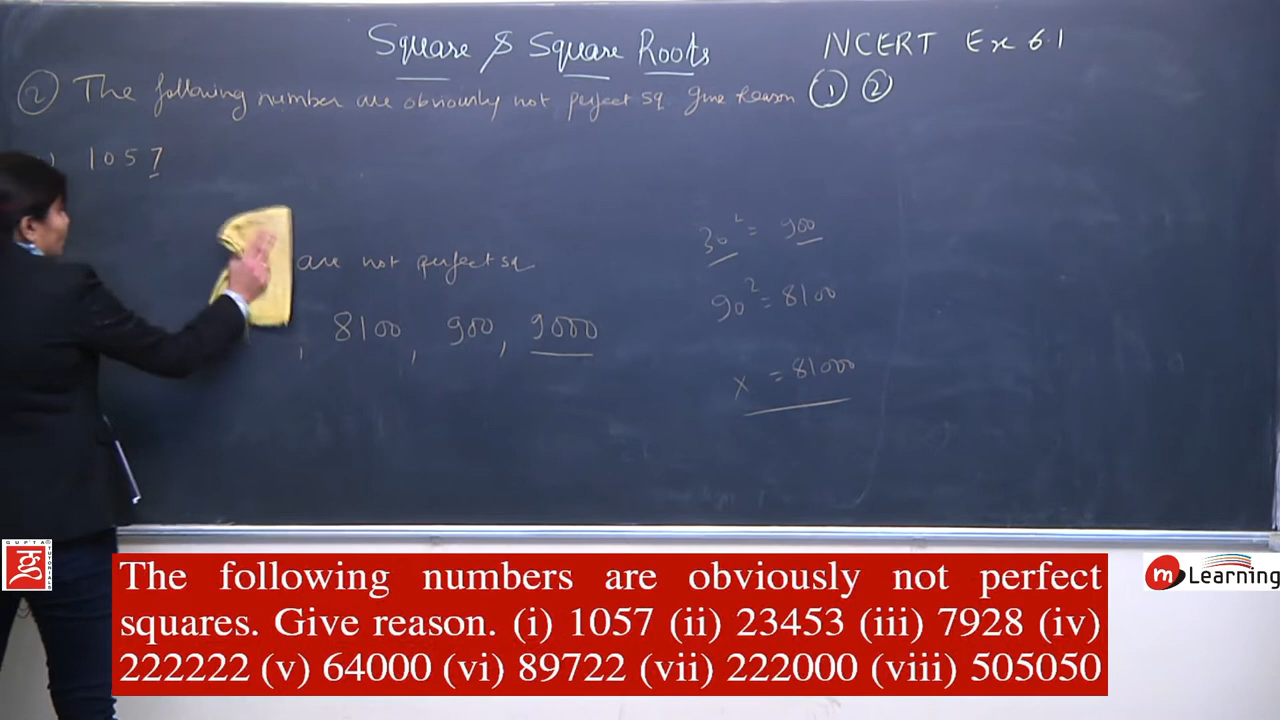 Square & Square Roots
NCERT Ex 6.1
② The following number are obviously not perfect sq. Give Reason ① ②
1057
30² = 900
are not perfect sq
90² = 8100
, 8100, 900, 9000
x = 81000
GUPTA TUTORIALS
The following numbers are obviously not perfect
squares. Give reason. (i) 1057 (ii) 23453 (iii) 7928 (iv)
222222 (v) 64000 (vi) 89722 (vii) 222000 (viii) 505050
m Learning